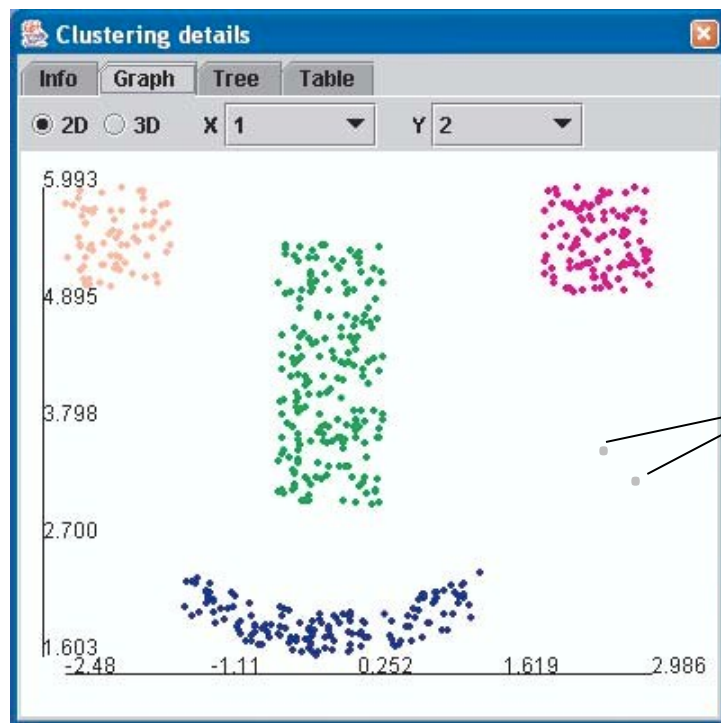 Clustering details
Info Graph Tree Table
2D 3D X 1 Y 2
5.993
4.895
3.798
2.700
1.603
-2.48 -1.11 0.252 1.619 2.986